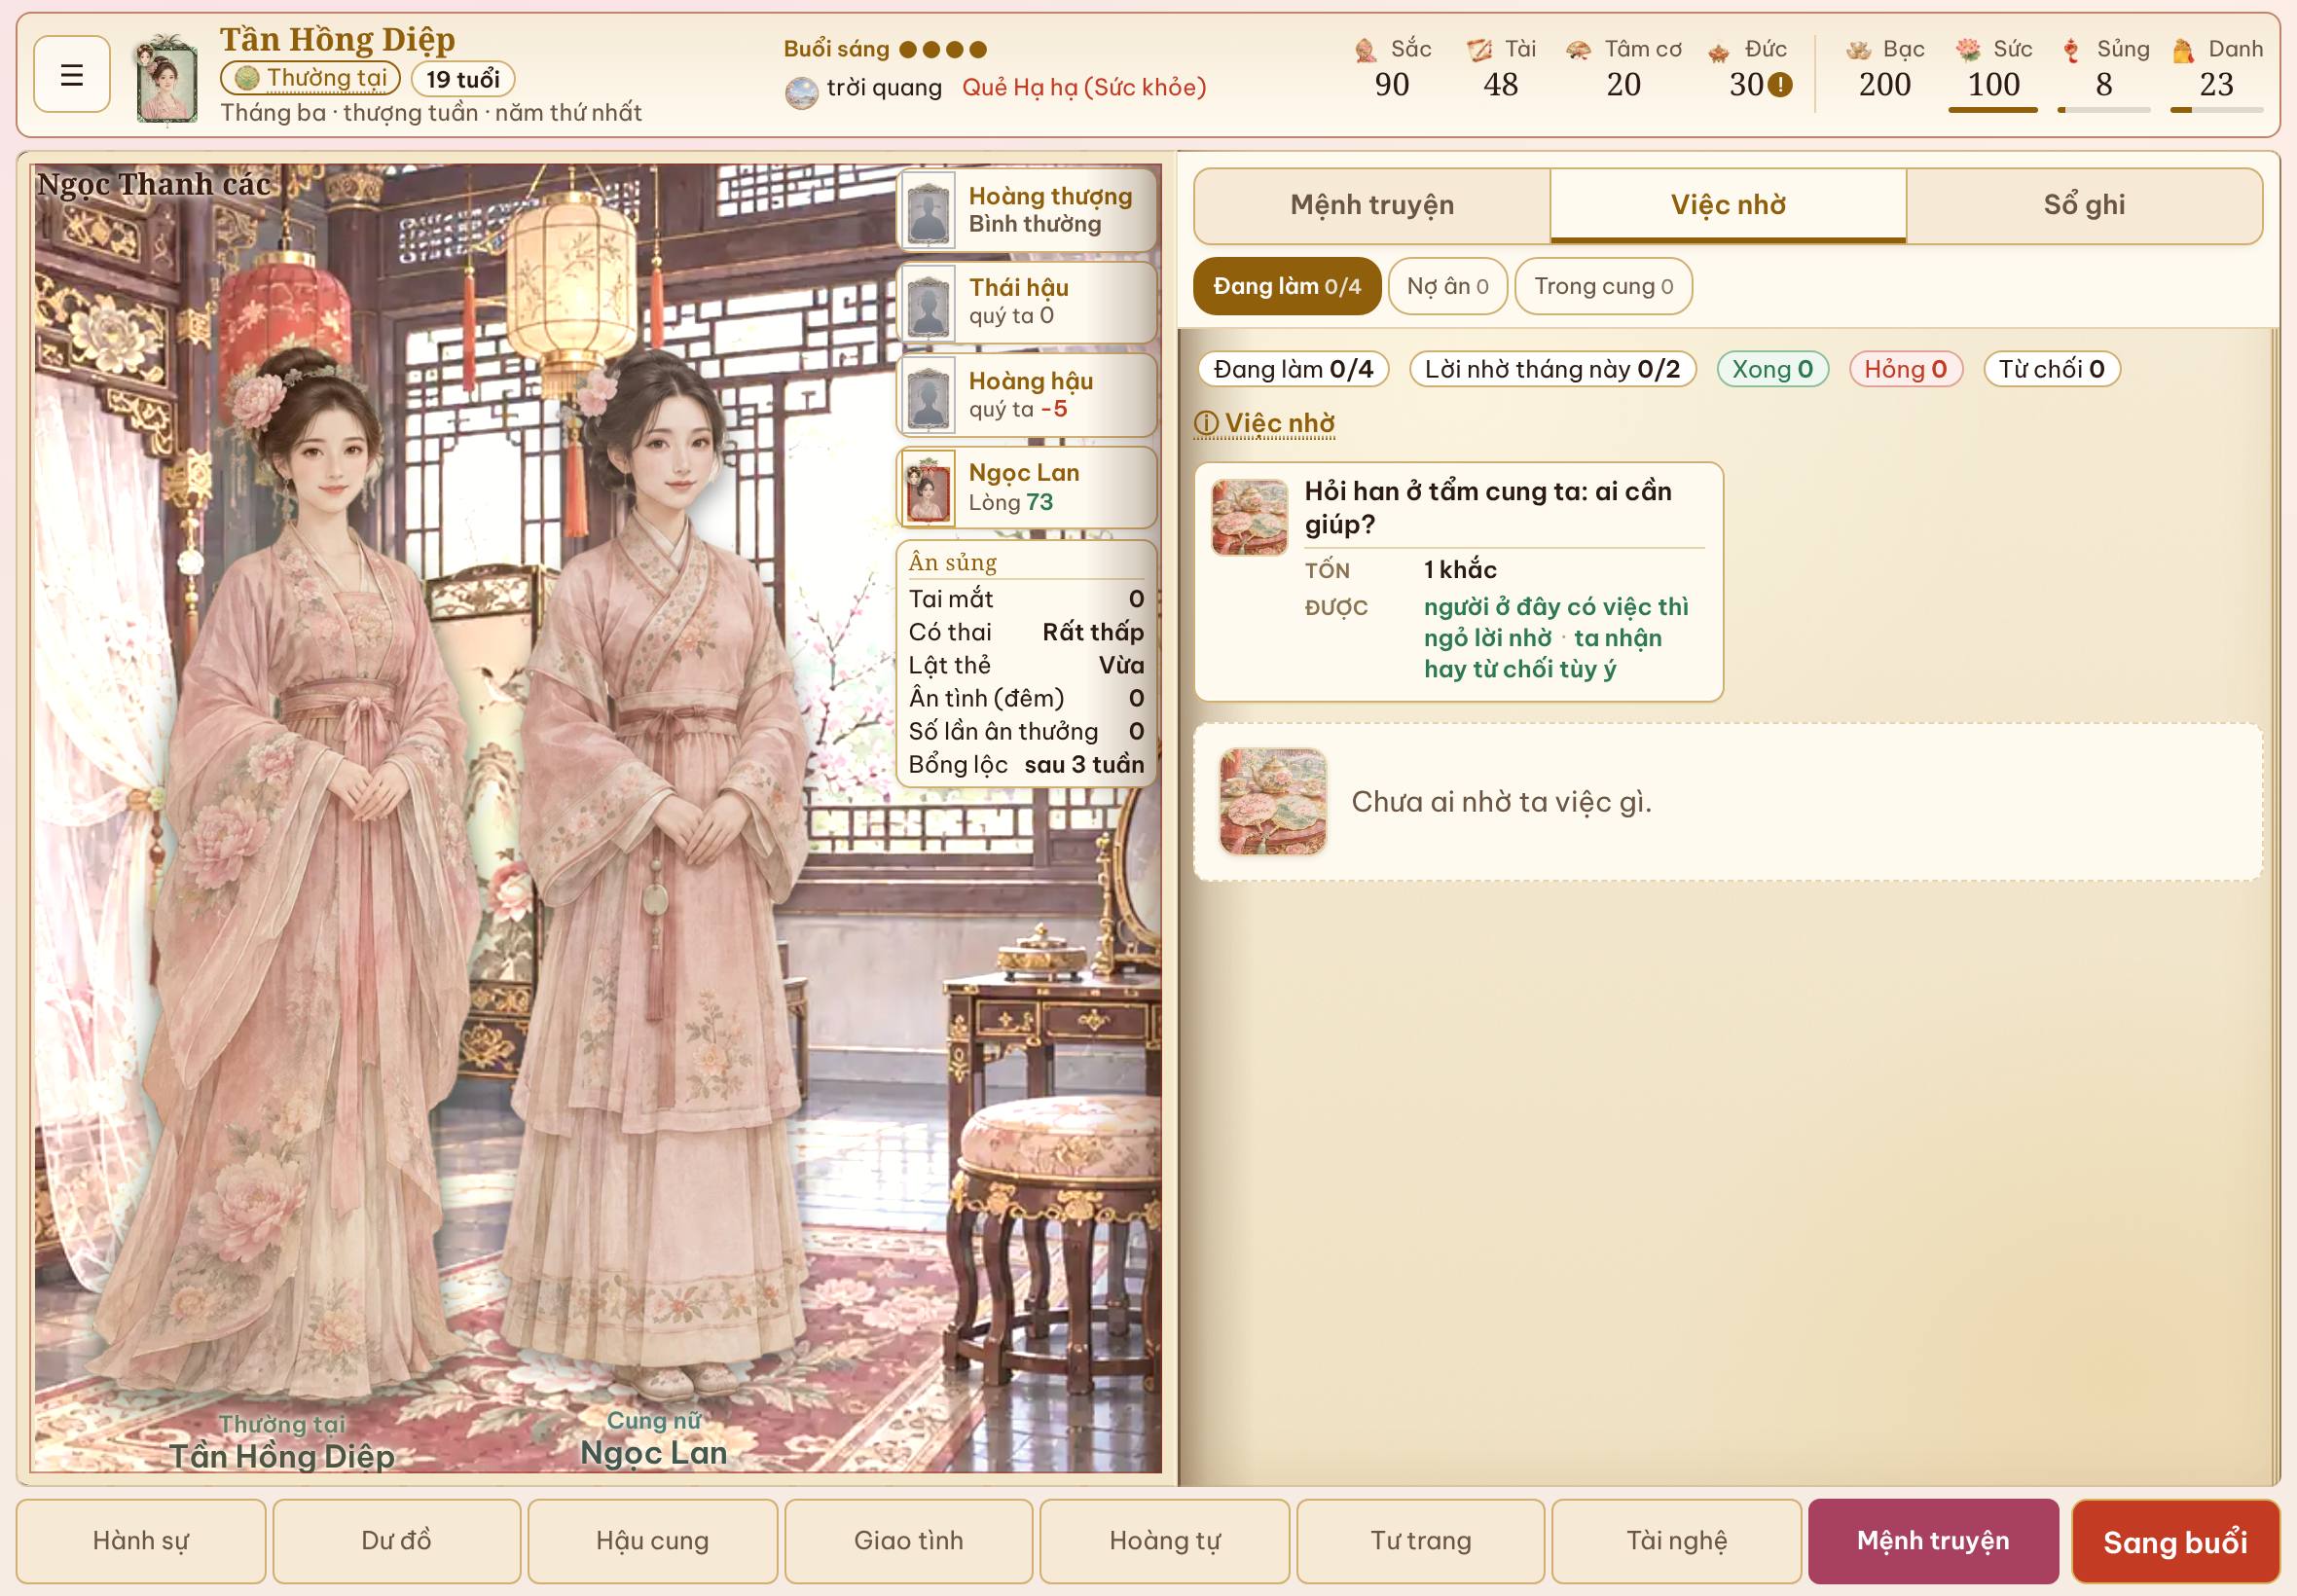 ☰
Tần Hồng Diệp
Thường tại
19 tuổi
Tháng ba · thượng tuần · năm thứ nhất
Buổi sáng
trời quang
Quẻ Hạ hạ (Sức khỏe)
Sắc
90
Tài
48
Tâm cơ
20
Đức
30 !
Bạc
200
Sức
100
Sủng
8
Danh
23
Ngọc Thanh các
Hoàng thượng
Bình thường
Thái hậu
quý ta 0
Hoàng hậu
quý ta -5
Ngọc Lan
Lòng 73
Ân sủng
Tai mắt 0
Có thai Rất thấp
Lật thẻ Vừa
Ân tình (đêm) 0
Số lần ân thưởng 0
Bổng lộc sau 3 tuần
Thường tại
Tần Hồng Diệp
Cung nữ
Ngọc Lan
Mệnh truyện
Việc nhờ
Sổ ghi
Đang làm 0/4
Nợ ân 0
Trong cung 0
Đang làm 0/4
Lời nhờ tháng này 0/2
Xong 0
Hỏng 0
Từ chối 0
ⓘ Việc nhờ
Hỏi han ở tẩm cung ta: ai cần
giúp?
TỐN 1 khắc
ĐƯỢC người ở đây có việc thì
ngỏ lời nhờ · ta nhận
hay từ chối tùy ý
Chưa ai nhờ ta việc gì.
Hành sự
Dư đồ
Hậu cung
Giao tình
Hoàng tự
Tư trang
Tài nghệ
Mệnh truyện
Sang buổi